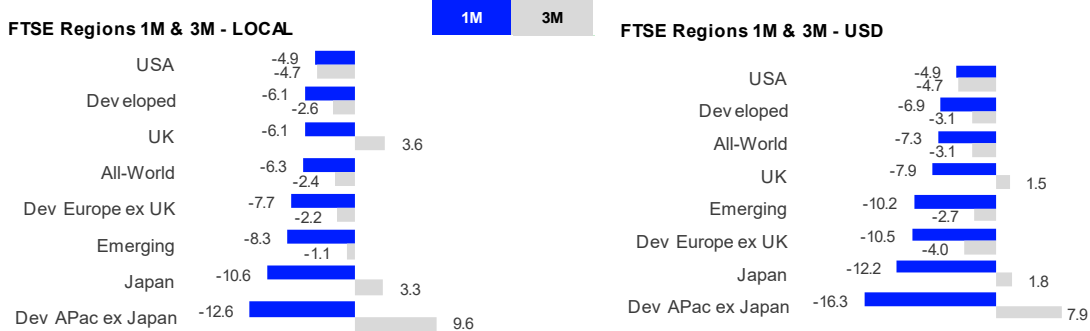 1M 3M
FTSE Regions 1M & 3M - LOCAL
USA -4.9
-4.7
Developed -6.1
-2.6
UK -6.1
3.6
All-World -6.3
-2.4
Dev Europe ex UK -7.7
-2.2
Emerging -8.3
-1.1
Japan -10.6
3.3
Dev APac ex Japan -12.6
9.6
FTSE Regions 1M & 3M - USD
USA -4.9
-4.7
Developed -6.9
-3.1
All-World -7.3
-3.1
UK -7.9
1.5
Emerging -10.2
-2.7
Dev Europe ex UK -10.5
-4.0
Japan -12.2
1.8
Dev APac ex Japan -16.3
7.9